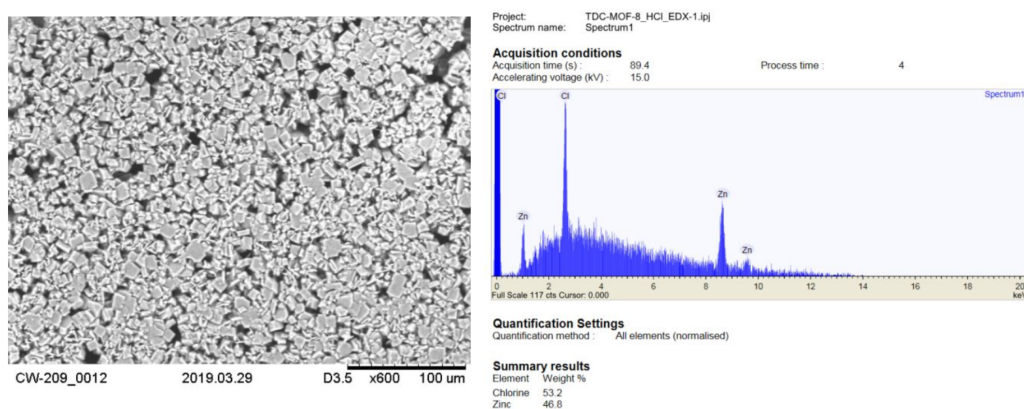 CW-209_0012 2019.03.29 D3.5 x600 100 um
Project: TDC-MOF-8_HCl_EDX-1.ipj
Spectrum name: Spectrum1
Acquisition conditions
Acquisition time (s) : 89.4 Process time : 4
Accelerating voltage (kV) : 15.0
Cl Cl Spectrum1
Zn
Zn
Zn
0 2 4 6 8 10 12 14 16 18 20
Full Scale 117 cts Cursor: 0.000 keV
Quantification Settings
Quantification method : All elements (normalised)
Summary results
Element Weight %
Chlorine 53.2
Zinc 46.8